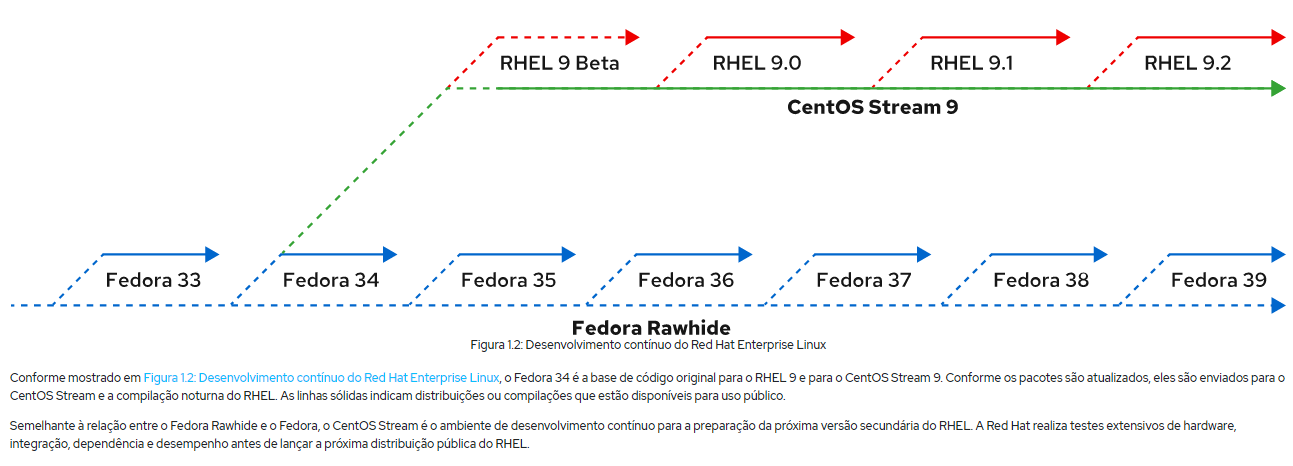 RHEL 9 Beta
RHEL 9.0
RHEL 9.1
RHEL 9.2
CentOS Stream 9
Fedora 33
Fedora 34
Fedora 35
Fedora 36
Fedora 37
Fedora 38
Fedora 39
Fedora Rawhide
Figura 1.2: Desenvolvimento contínuo do Red Hat Enterprise Linux
Conforme mostrado em Figura 1.2: Desenvolvimento contínuo do Red Hat Enterprise Linux, o Fedora 34 é a base de código original para o RHEL 9 e para o CentOS Stream 9. Conforme os pacotes são atualizados, eles são enviados para o
CentOS Stream e a compilação noturna do RHEL. As linhas sólidas indicam distribuições ou compilações que estão disponíveis para uso público.
Semelhante à relação entre o Fedora Rawhide e o Fedora, o CentOS Stream é o ambiente de desenvolvimento contínuo para a preparação da próxima versão secundária do RHEL. A Red Hat realiza testes extensivos de hardware,
integração, dependência e desempenho antes de lançar a próxima distribuição pública do RHEL.